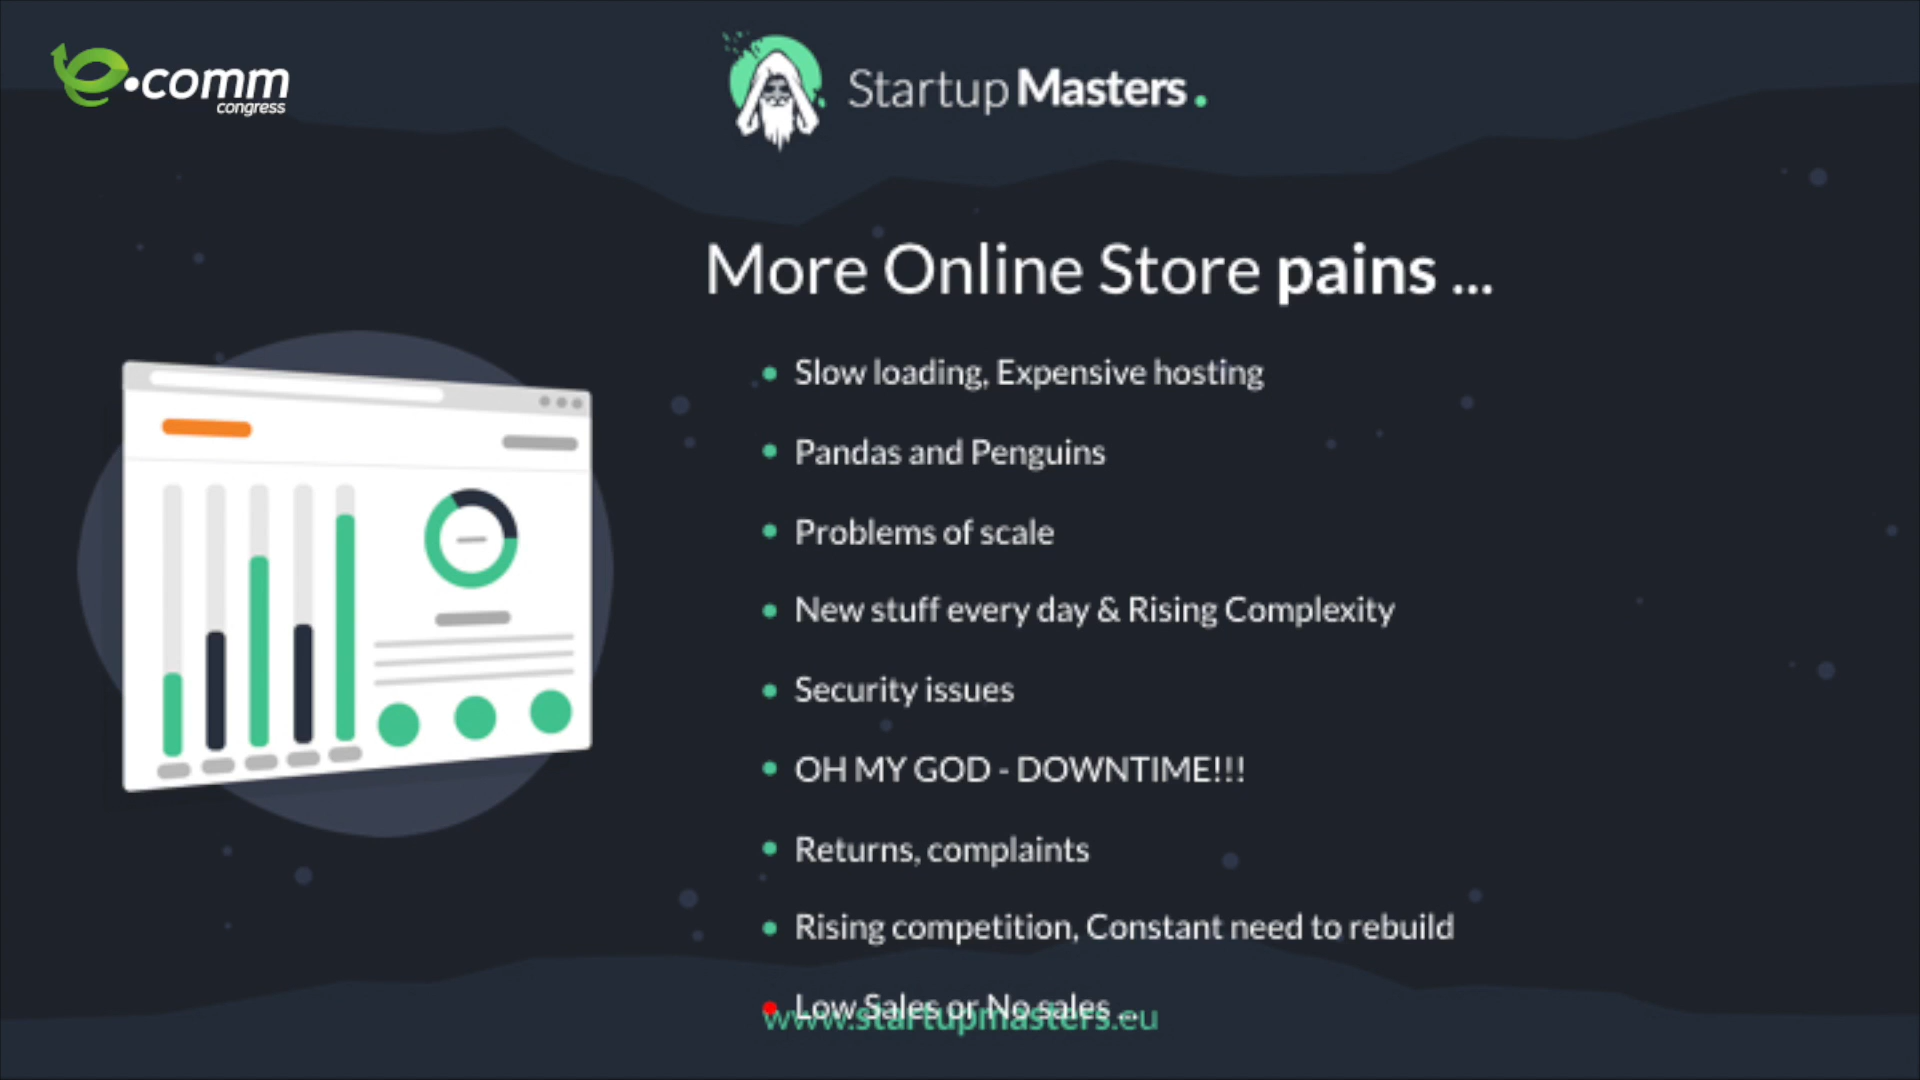 e.comm
congress
Startup Masters.
More Online Store pains ...
Slow loading, Expensive hosting
Pandas and Penguins
Problems of scale
New stuff every day & Rising Complexity
Security issues
OH MY GOD - DOWNTIME!!!
Returns, complaints
Rising competition, Constant need to rebuild
Low Sales or No sales ...
www.startupmasters.eu